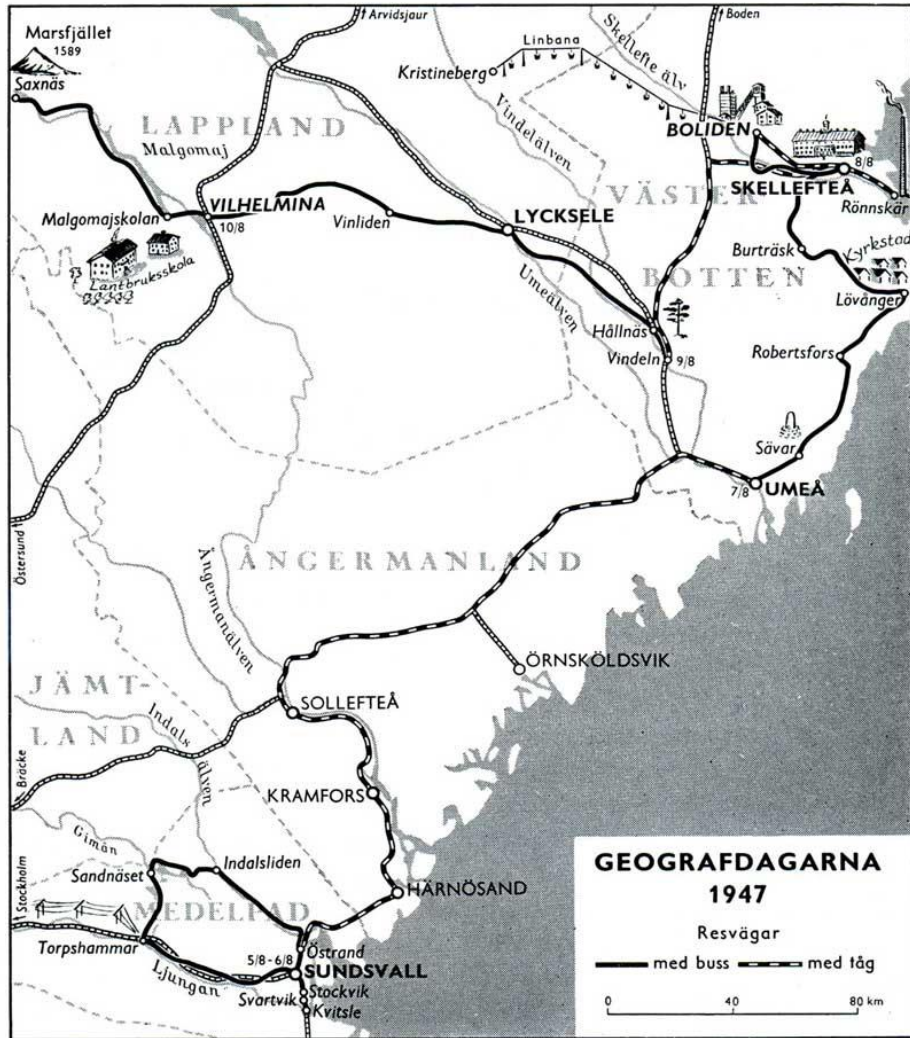 Arvidsjaur
Boden
Marsfjället
1589
Saxnäs
Linbana
Kristineberg
Skellefte älv
Vindelälven
LAPPLAND
Malgomaj
BOLIDEN
8/8
SKELLEFTEÅ
Rönnskär
VÄSTER
BOTTEN
Malgomajskolan
VILHELMINA
10/8
Vinliden
LYCKSELE
Lantbruksskola
Burträsk
Kyrkstad
Lövånger
Umeälven
Hällnäs
Vindeln
9/8
Robertsfors
Sävar
7/8
UMEÅ
Östersund
ÅNGERMANLAND
Ångermanälven
ÖRNSKÖLDSVIK
JÄMT-
LAND
Indals
älven
SOLLEFTEÅ
Bräcke
KRAMFORS
Gimån
Indalsliden
Sandnäset
HÄRNÖSAND
Stockholm
MEDELPAD
Torpshammar
Ljungan
5/8-6/8
Östrand
SUNDSVALL
Stockvik
Svartvik
Kvitsle
GEOGRAFDAGARNA
1947
Resvägar
med buss
med tåg
0 40 80 km